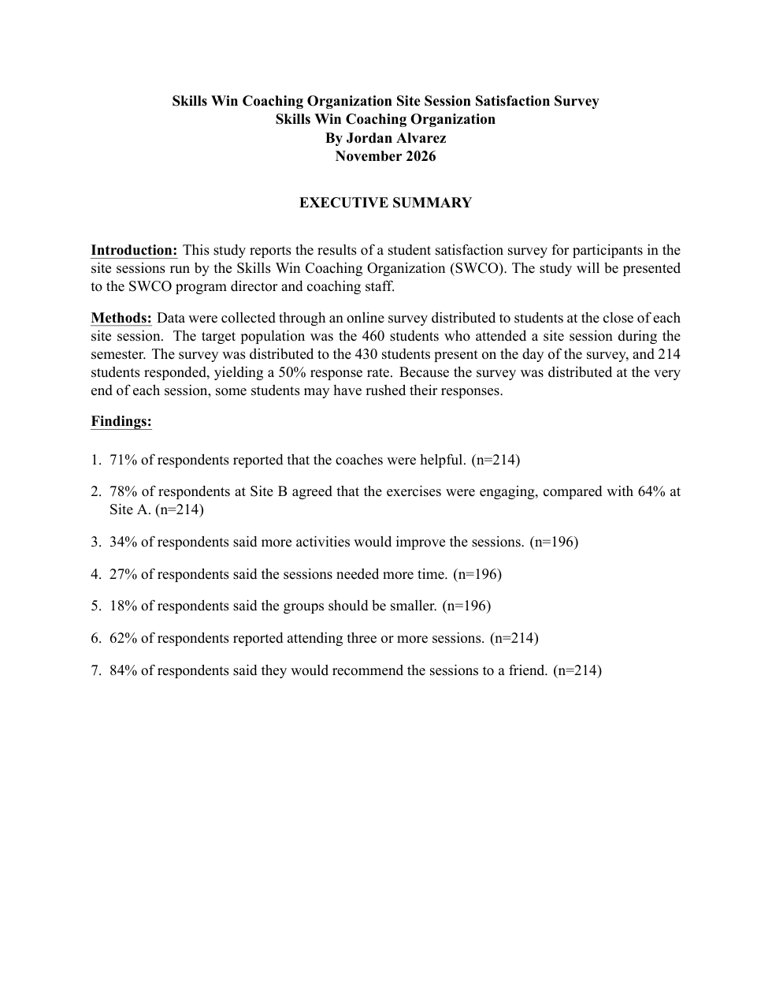 Skills Win Coaching Organization Site Session Satisfaction Survey
Skills Win Coaching Organization
By Jordan Alvarez
November 2026
EXECUTIVE SUMMARY
Introduction: This study reports the results of a student satisfaction survey for participants in the
site sessions run by the Skills Win Coaching Organization (SWCO). The study will be presented
to the SWCO program director and coaching staff.
Methods: Data were collected through an online survey distributed to students at the close of each
site session. The target population was the 460 students who attended a site session during the
semester. The survey was distributed to the 430 students present on the day of the survey, and 214
students responded, yielding a 50% response rate. Because the survey was distributed at the very
end of each session, some students may have rushed their responses.
Findings:
1. 71% of respondents reported that the coaches were helpful. (n=214)
2. 78% of respondents at Site B agreed that the exercises were engaging, compared with 64% at
Site A. (n=214)
3. 34% of respondents said more activities would improve the sessions. (n=196)
4. 27% of respondents said the sessions needed more time. (n=196)
5. 18% of respondents said the groups should be smaller. (n=196)
6. 62% of respondents reported attending three or more sessions. (n=214)
7. 84% of respondents said they would recommend the sessions to a friend. (n=214)